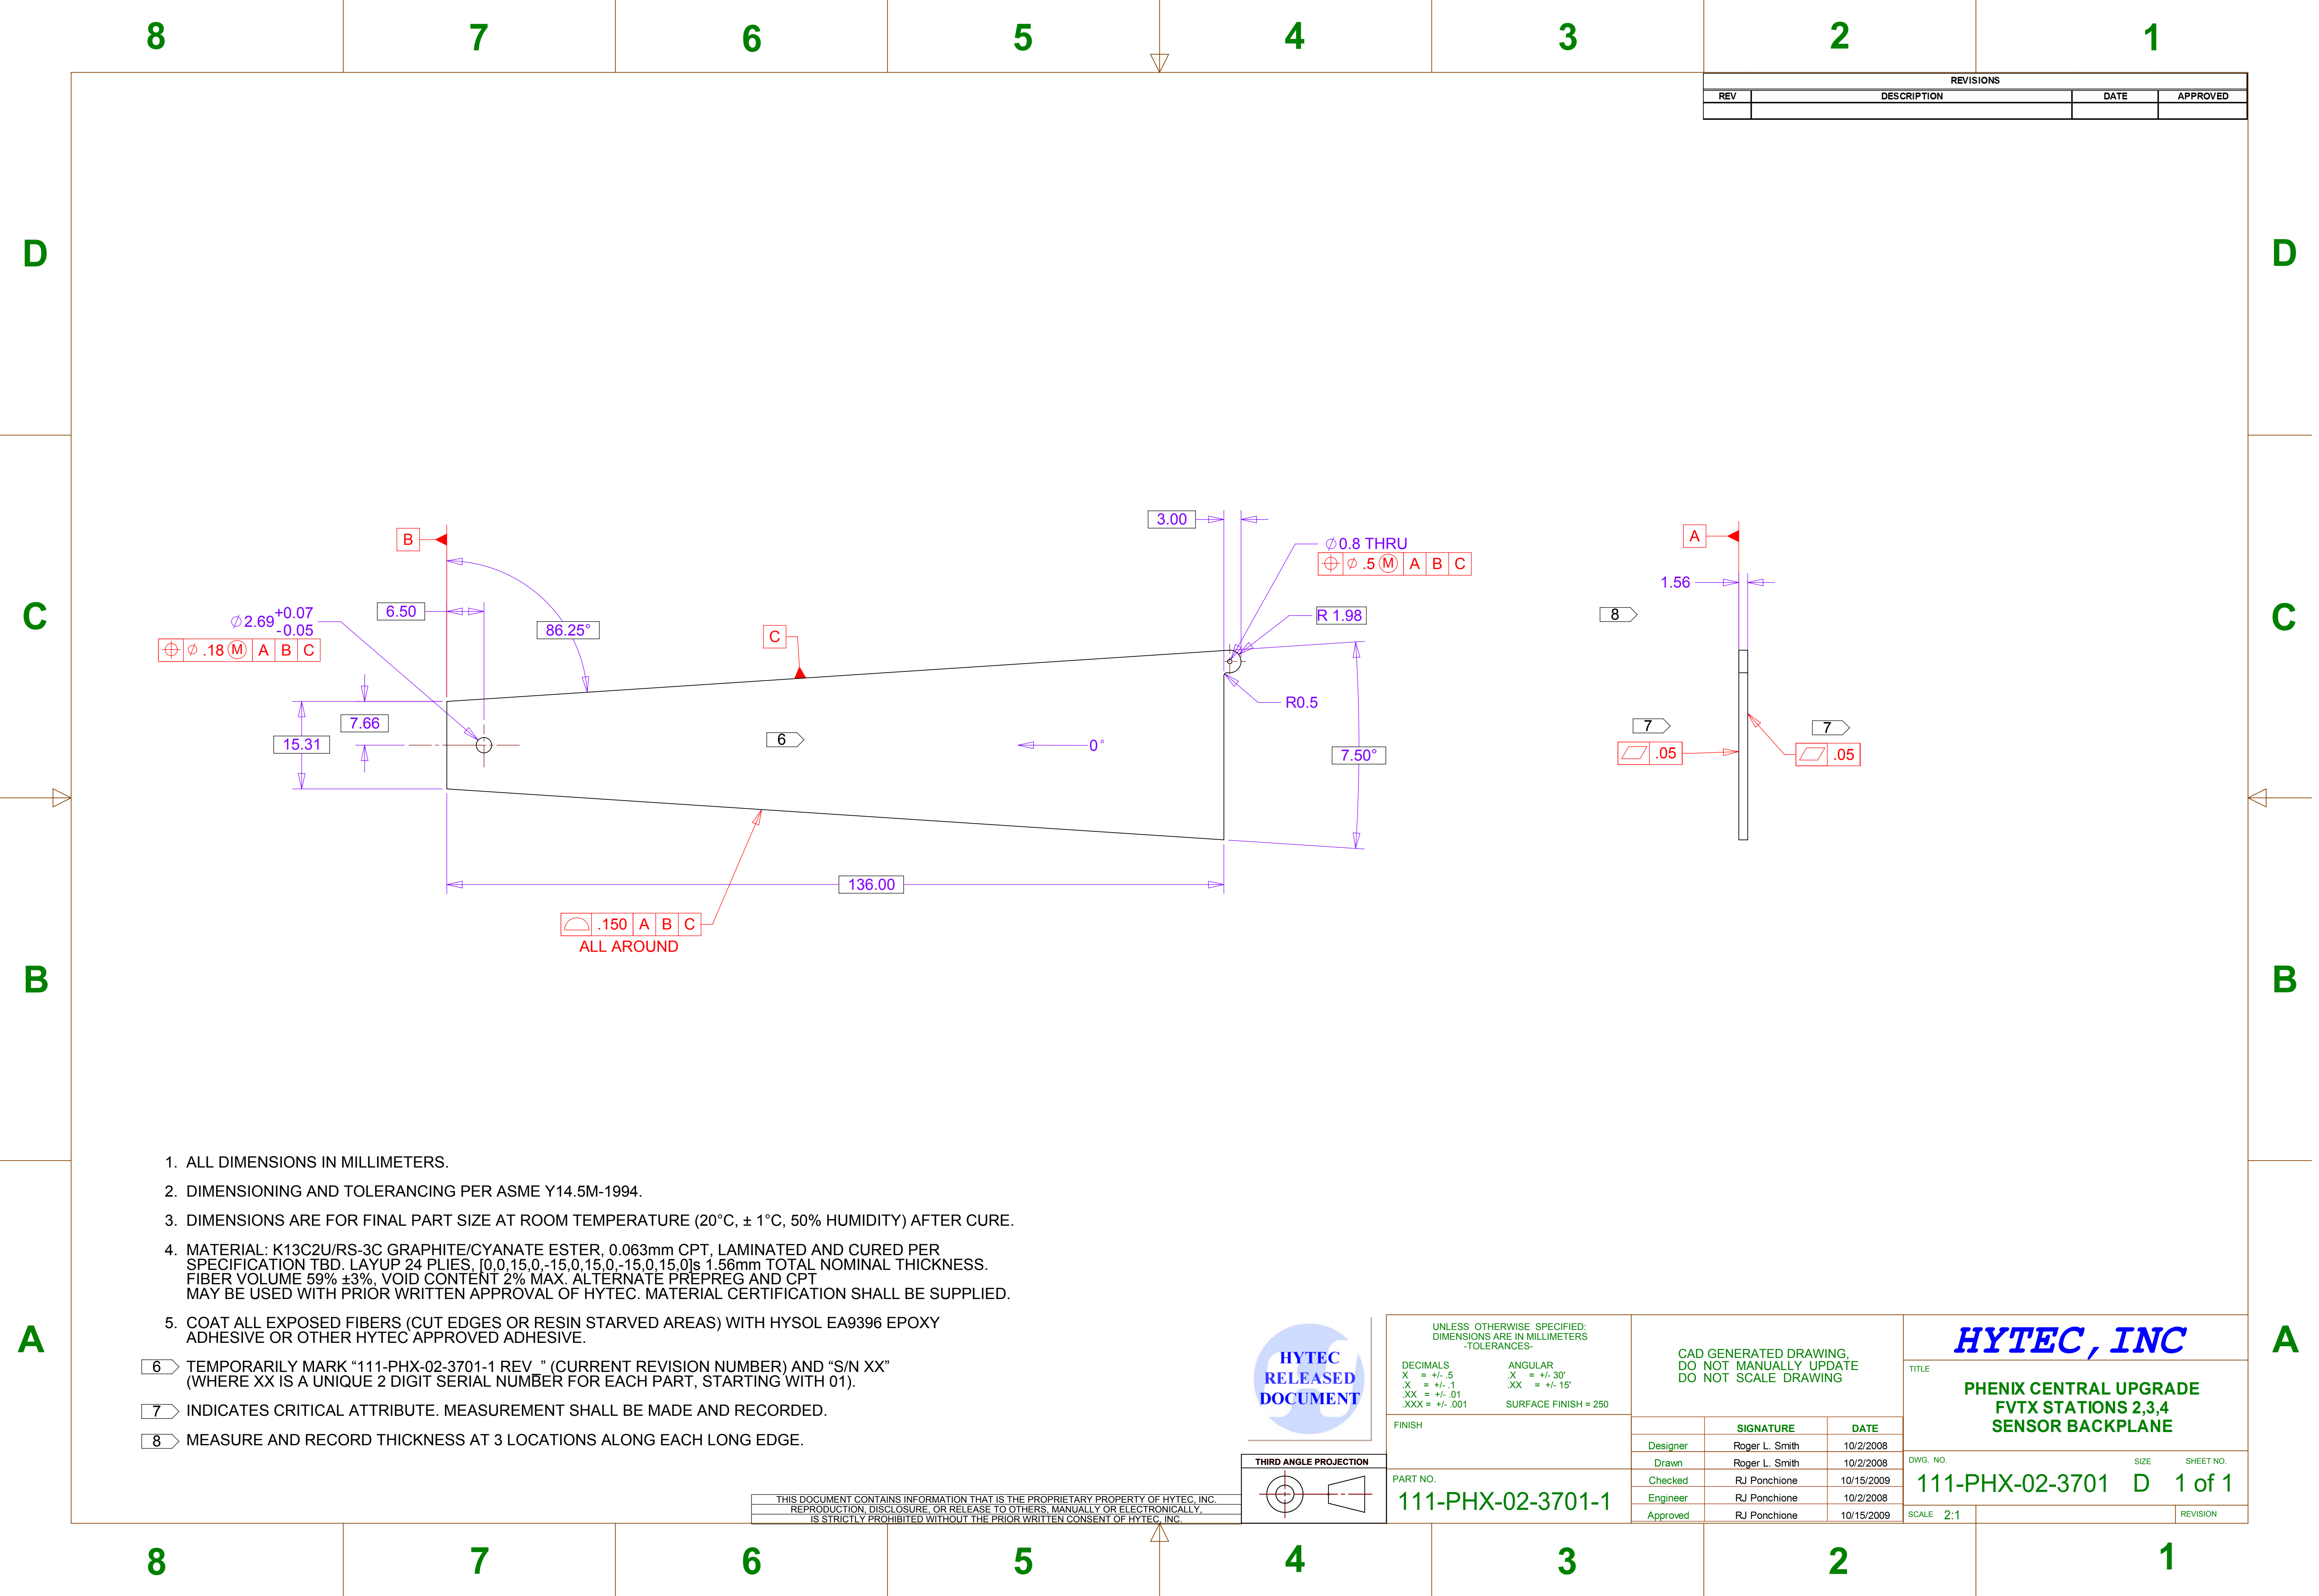 8 7 6 5 4 3 2 1
REVISIONS
REV DESCRIPTION DATE APPROVED
D D
3.00
B
A
Ø0.8 THRU
⌖ Ø .5 Ⓜ A B C
1.56
6.50
Ø2.69 +0.07 -0.05
C C
8
R 1.98
86.25°
C
⌖ Ø .18 Ⓜ A B C
R0.5
7.66
7 7
15.31
6
0°
7.50°
⏥ .05
⏥ .05
136.00
⌓ .150 A B C
ALL AROUND
B B
1. ALL DIMENSIONS IN MILLIMETERS.
2. DIMENSIONING AND TOLERANCING PER ASME Y14.5M-1994.
3. DIMENSIONS ARE FOR FINAL PART SIZE AT ROOM TEMPERATURE (20°C, ± 1°C, 50% HUMIDITY) AFTER CURE.
4. MATERIAL: K13C2U/RS-3C GRAPHITE/CYANATE ESTER, 0.063mm CPT, LAMINATED AND CURED PER
SPECIFICATION TBD. LAYUP 24 PLIES, [0,0,15,0,-15,0,15,0,-15,0,15,0]s 1.56mm TOTAL NOMINAL THICKNESS.
FIBER VOLUME 59% ±3%, VOID CONTENT 2% MAX. ALTERNATE PREPREG AND CPT
MAY BE USED WITH PRIOR WRITTEN APPROVAL OF HYTEC. MATERIAL CERTIFICATION SHALL BE SUPPLIED.
5. COAT ALL EXPOSED FIBERS (CUT EDGES OR RESIN STARVED AREAS) WITH HYSOL EA9396 EPOXY
ADHESIVE OR OTHER HYTEC APPROVED ADHESIVE.
6 TEMPORARILY MARK “111-PHX-02-3701-1 REV_” (CURRENT REVISION NUMBER) AND “S/N XX”
(WHERE XX IS A UNIQUE 2 DIGIT SERIAL NUMBER FOR EACH PART, STARTING WITH 01).
7 INDICATES CRITICAL ATTRIBUTE. MEASUREMENT SHALL BE MADE AND RECORDED.
8 MEASURE AND RECORD THICKNESS AT 3 LOCATIONS ALONG EACH LONG EDGE.
A A
HYTEC
RELEASED
DOCUMENT
THIRD ANGLE PROJECTION
THIS DOCUMENT CONTAINS INFORMATION THAT IS THE PROPRIETARY PROPERTY OF HYTEC, INC.
REPRODUCTION, DISCLOSURE, OR RELEASE TO OTHERS, MANUALLY OR ELECTRONICALLY,
IS STRICTLY PROHIBITED WITHOUT THE PRIOR WRITTEN CONSENT OF HYTEC, INC.
UNLESS OTHERWISE SPECIFIED:
DIMENSIONS ARE IN MILLIMETERS
-TOLERANCES-
DECIMALS ANGULAR
X = +/- .5 .X = +/- 30'
.X = +/- .1 .XX = +/- 15'
.XX = +/- .01
.XXX = +/- .001 SURFACE FINISH = 250
FINISH
PART NO.
111-PHX-02-3701-1
CAD GENERATED DRAWING,
DO NOT MANUALLY UPDATE
DO NOT SCALE DRAWING
SIGNATURE DATE
Designer Roger L. Smith 10/2/2008
Drawn Roger L. Smith 10/2/2008
Checked RJ Ponchione 10/15/2009
Engineer RJ Ponchione 10/2/2008
Approved RJ Ponchione 10/15/2009
HYTEC, INC
TITLE
PHENIX CENTRAL UPGRADE
FVTX STATIONS 2,3,4
SENSOR BACKPLANE
DWG. NO. SIZE SHEET NO.
111-PHX-02-3701 D 1 of 1
SCALE 2:1 REVISION
8 7 6 5 4 3 2 1